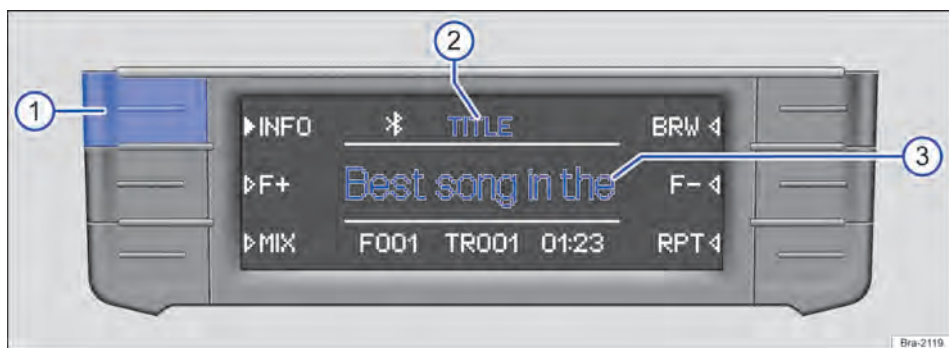 1
2
3
INFO TITLE BRW
F+ Best song in the F-
MIX F001 TR001 01:23 RPT
Bra-2119